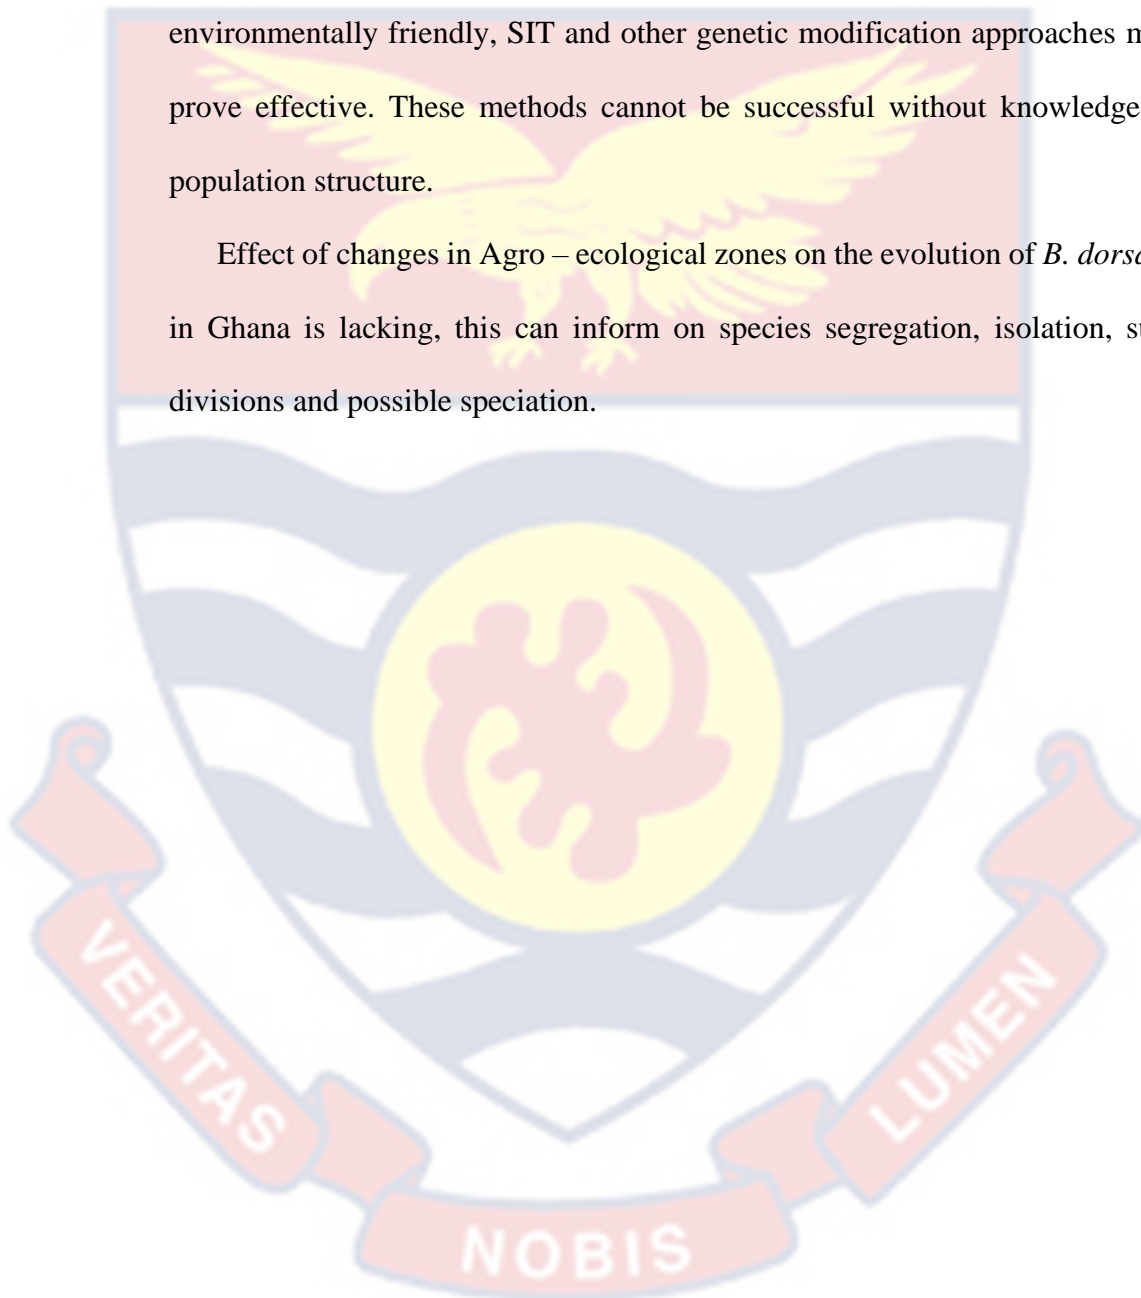 environmentally friendly, SIT and other genetic modification approaches m
prove effective. These methods cannot be successful without knowledge
population structure.
Effect of changes in Agro – ecological zones on the evolution of B. dorsa
in Ghana is lacking, this can inform on species segregation, isolation, su
divisions and possible speciation.
VERITAS
NOBIS
LUMEN